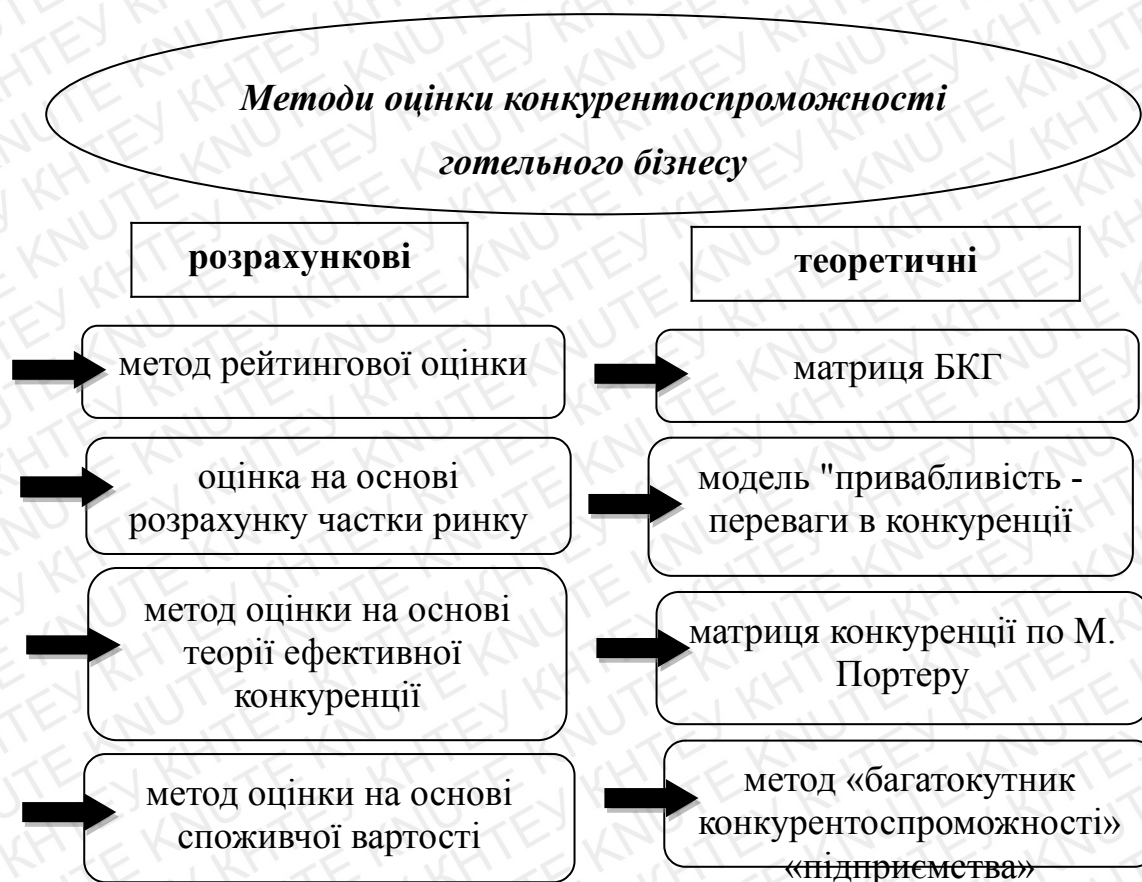 Методи оцінки конкурентоспроможності
готельного бізнесу
розрахункові
теоретичні
метод рейтингової оцінки
матриця БКГ
оцінка на основі
розрахунку частки ринку
модель "привабливість -
переваги в конкуренції
метод оцінки на основі
теорії ефективної
конкуренції
матриця конкуренції по М.
Портеру
метод оцінки на основі
споживчої вартості
метод «багатокутник
конкурентоспроможності»
«підприєметва»